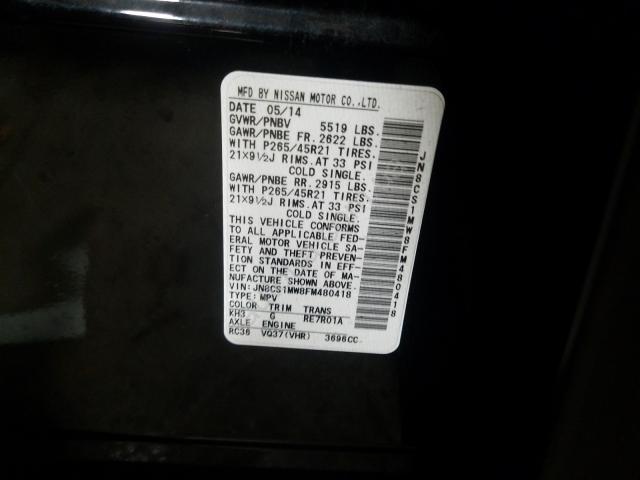 MFD BY NISSAN MOTOR CO.,LTD.
DATE 05/14
GVWR/PNBV 5519 LBS.
GAWR/PNBE FR. 2622 LBS.
WITH P265/45R21 TIRES.
21×9½J RIMS.AT 33 PSI
COLD SINGLE.
GAWR/PNBE RR. 2915 LBS.
WITH P265/45R21 TIRES.
21×9½J RIMS.AT 33 PSI
COLD SINGLE.
THIS VEHICLE CONFORMS
TO ALL APPLICABLE FED-
ERAL MOTOR VEHICLE SA-
FETY AND THEFT PREVEN-
TION STANDARDS IN EFF-
ECT ON THE DATE OF MA-
NUFACTURE SHOWN ABOVE.
VIN:JN8CS1MW8FM480418
TYPE:MPV
COLOR TRIM TRANS
KH3 G RE7R01A
AXLE ENGINE
RC36 VQ37(VHR) 3696CC
JN8CS1MW8FM480418